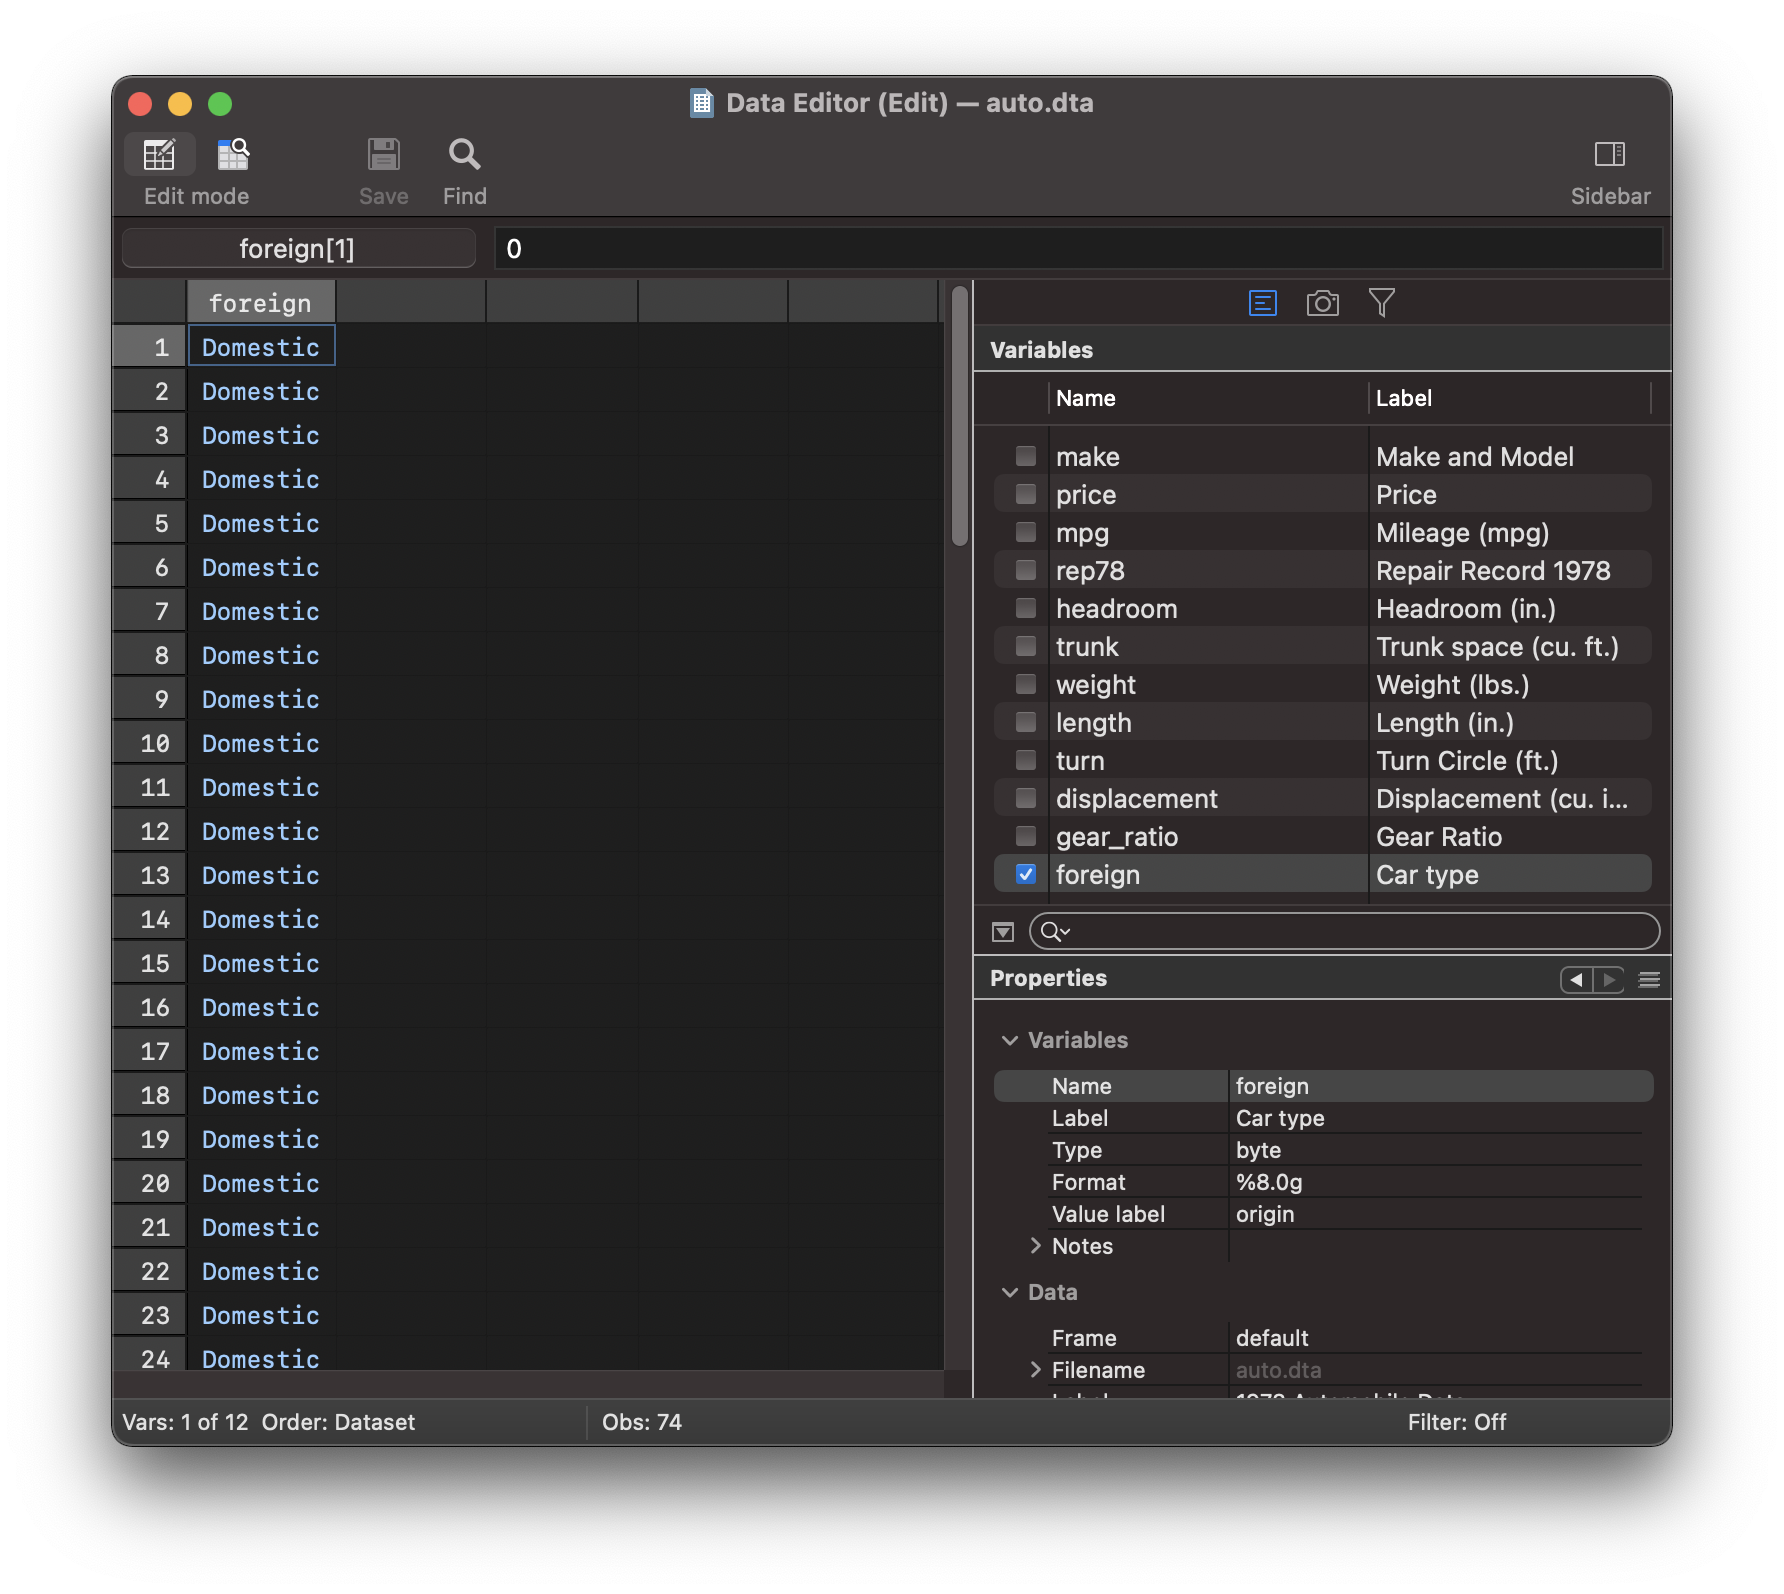 Data Editor (Edit) — auto.dta
Edit mode
Save
Find
Sidebar
foreign[1]
0
foreign
1 Domestic
2 Domestic
3 Domestic
4 Domestic
5 Domestic
6 Domestic
7 Domestic
8 Domestic
9 Domestic
10 Domestic
11 Domestic
12 Domestic
13 Domestic
14 Domestic
15 Domestic
16 Domestic
17 Domestic
18 Domestic
19 Domestic
20 Domestic
21 Domestic
22 Domestic
23 Domestic
24 Domestic
Variables
Name Label
make Make and Model
price Price
mpg Mileage (mpg)
rep78 Repair Record 1978
headroom Headroom (in.)
trunk Trunk space (cu. ft.)
weight Weight (lbs.)
length Length (in.)
turn Turn Circle (ft.)
displacement Displacement (cu. i...
gear_ratio Gear Ratio
foreign Car type
Properties
Variables
Name foreign
Label Car type
Type byte
Format %8.0g
Value label origin
Notes
Data
Frame default
Filename auto.dta
Vars: 1 of 12 Order: Dataset
Obs: 74
Filter: Off